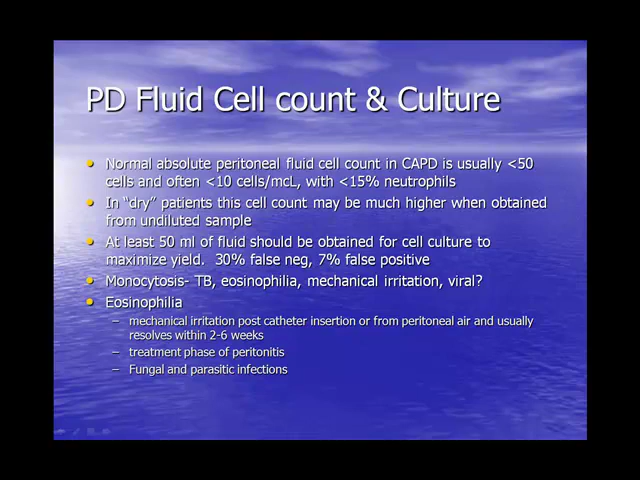 PD Fluid Cell count & Culture
• Normal absolute peritoneal fluid cell count in CAPD is usually <50
cells and often <10 cells/mcL, with <15% neutrophils
• In “dry” patients this cell count may be much higher when obtained
from undiluted sample
• At least 50 ml of fluid should be obtained for cell culture to
maximize yield. 30% false neg, 7% false positive
• Monocytosis- TB, eosinophilia, mechanical irritation, viral?
• Eosinophilia
– mechanical irritation post catheter insertion or from peritoneal air and usually
resolves within 2-6 weeks
– treatment phase of peritonitis
– Fungal and parasitic infections